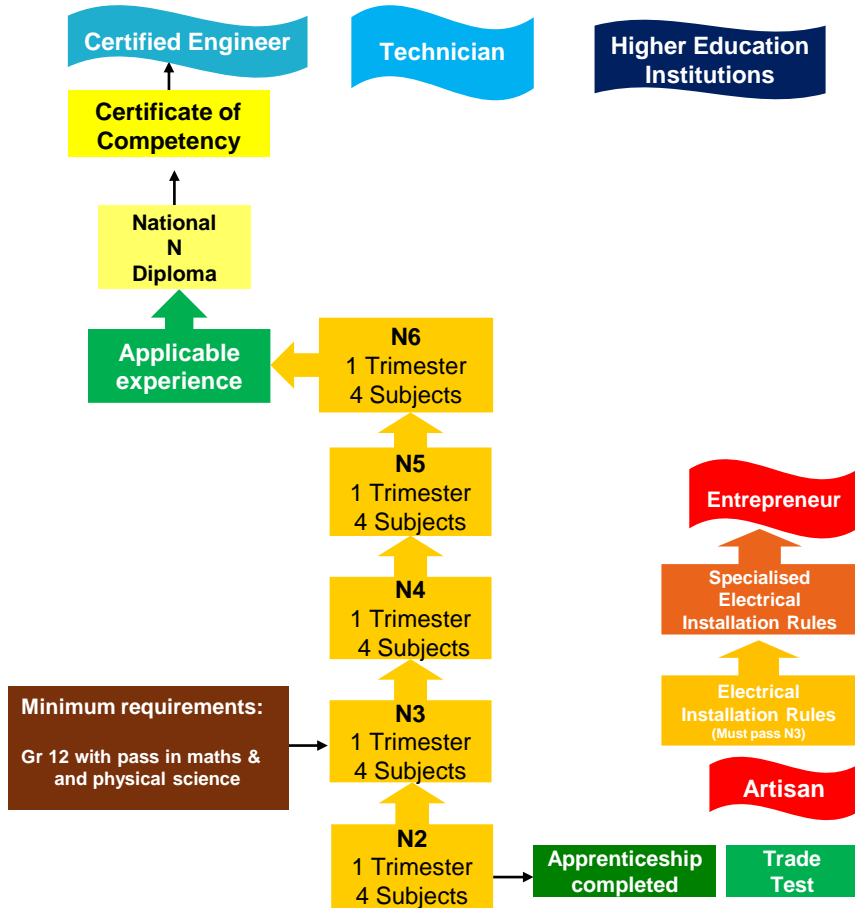 Certified Engineer
Technician
Higher Education
Institutions
Certificate of
Competency
National
N
Diploma
Applicable
experience
N6
1 Trimester
4 Subjects
N5
1 Trimester
4 Subjects
Entrepreneur
N4
1 Trimester
4 Subjects
Specialised
Electrical
Installation Rules
Minimum requirements:
Gr 12 with pass in maths &
and physical science
N3
1 Trimester
4 Subjects
Electrical
Installation Rules
(Must pass N3)
Artisan
N2
1 Trimester
4 Subjects
Apprenticeship
completed
Trade
Test